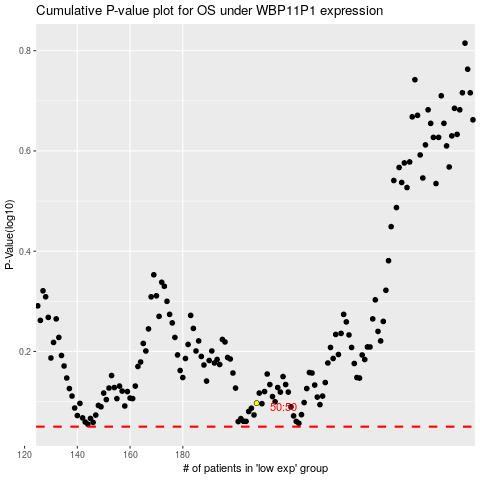 Cumulative P-value plot for OS under WBP11P1 expression
P-Value(log10)
0.8
0.6
0.4
0.2
50:50
120 140 160 180
# of patients in 'low exp' group